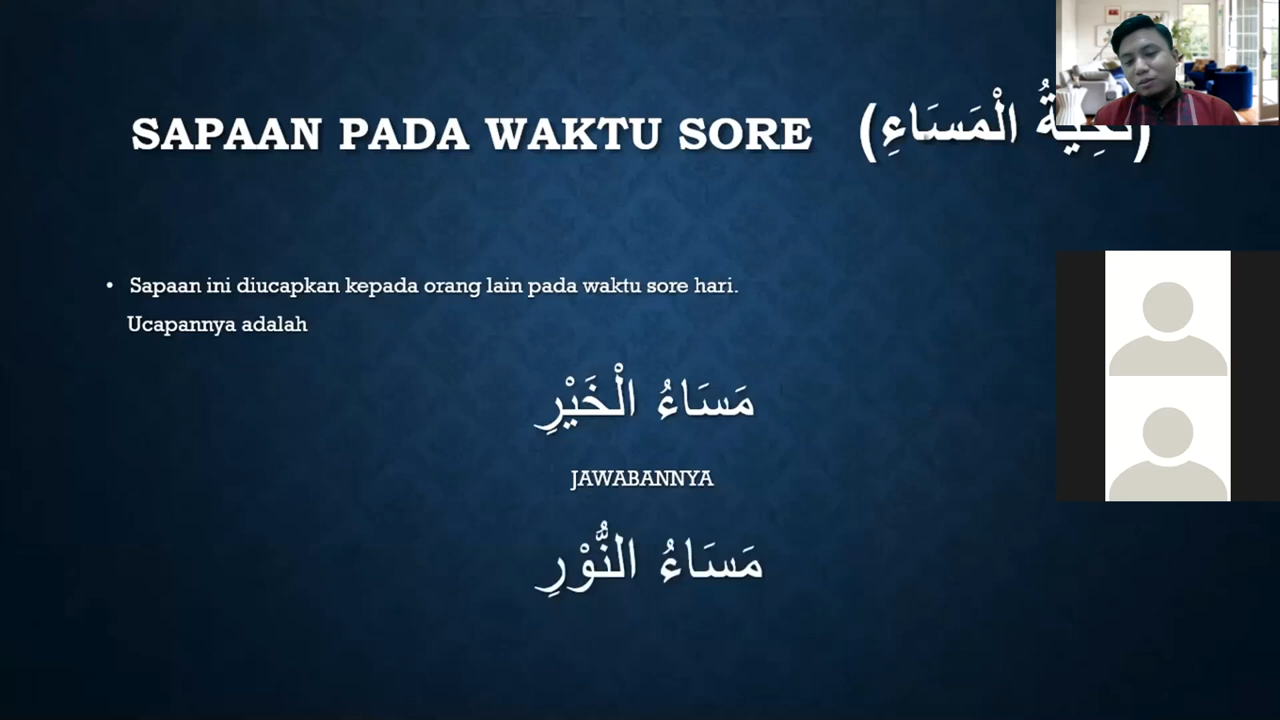 SAPAAN PADA WAKTU SORE (تَحِيَّةُ الْمَسَاءِ)
• Sapaan ini diucapkan kepada orang lain pada waktu sore hari.
Ucapannya adalah
مَسَاءُ الْخَيْرِ
JAWABANNYA
مَسَاءُ النُّوْرِ